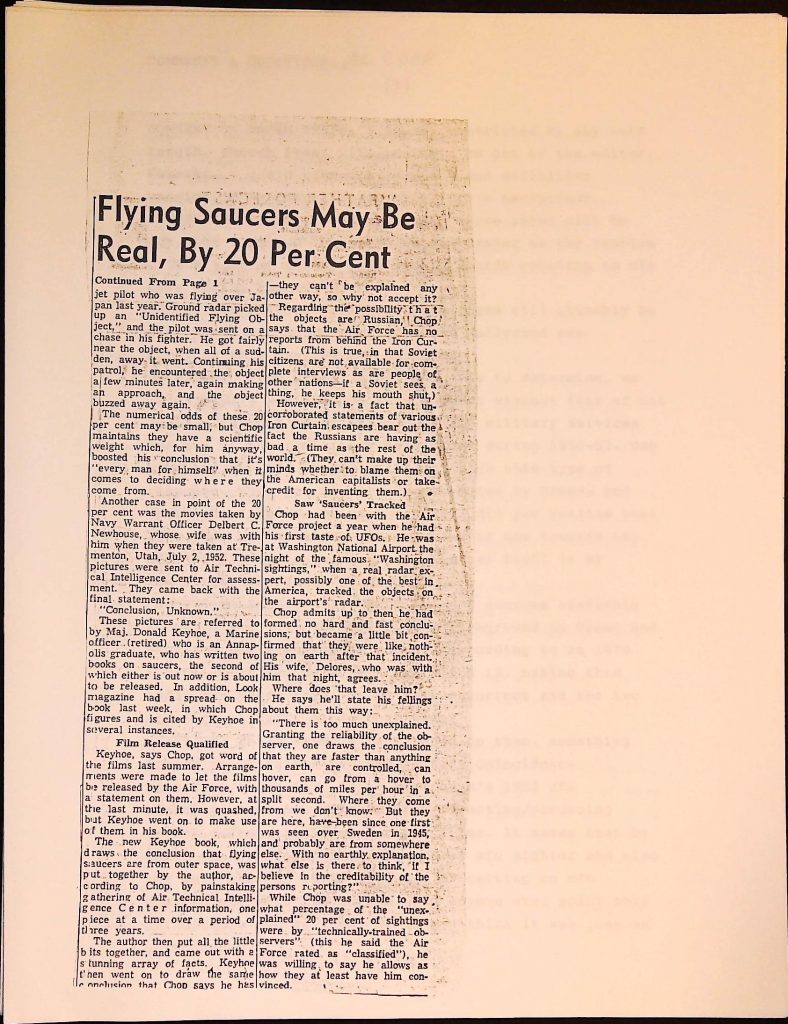 Flying Saucers May Be
Real, By 20 Per Cent
Continued From Page 1
jet pilot who was flying over Ja-
pan last year. Ground radar picked
up an "Unidentified Flying Ob-
ject," and the pilot was sent on a
chase in his fighter. He got fairly
near the object, when all of a sud-
den, away it went. Continuing his
patrol, he encountered the object
a few minutes later, again making
an approach, and the object
buzzed away again.
The numerical odds of these 20
per cent may be small, but Chop
maintains they have a scientific
weight which, for him anyway,
boosted his conclusion that it's
"every man for himself" when it
comes to deciding where they
come from.
Another case in point of the 20
per cent was the movies taken by
Navy Warrant Officer Delbert C.
Newhouse, whose wife was with
him when they were taken at Tre-
menton, Utah, July 2, 1952. These
pictures were sent to Air Techni-
cal Intelligence Center for assess-
ment. They came back with the
final statement:
"Conclusion, Unknown."
These pictures are referred to
by Maj. Donald Keyhoe, a Marine
officer (retired) who is an Annap-
olis graduate, who has written two
books on saucers, the second of
which either is out now or is about
to be released. In addition, Look
magazine had a spread on the
book last week, in which Chop
figures and is cited by Keyhoe in
several instances.
Film Release Qualified
Keyhoe, says Chop, got word of
the films last summer. Arrange-
ments were made to let the films
be released by the Air Force, with
a statement on them. However, at
the last minute, it was quashed,
but Keyhoe went on to make use
of them in his book.
The new Keyhoe book, which
draws the conclusion that flying
saucers are from outer space, was
put together by the author, ac-
cording to Chop, by painstaking
gathering of Air Technical Intelli-
gence Center information, one
piece at a time over a period of
three years.
The author then put all the little
bits together, and came out with a
stunning array of facts. Keyhoe
then went on to draw the same
conclusion that Chop says he has
—they can't be explained any
other way, so why not accept it?
Regarding the possibility that
the objects are Russian, Chop
says that the Air Force has no
reports from behind the Iron Cur-
tain. (This is true, in that Soviet
citizens are not available for com-
plete interviews as are people of
other nations—if a Soviet sees a
thing, he keeps his mouth shut.)
However, it is a fact that un-
corroborated statements of various
Iron Curtain escapees bear out the
fact the Russians are having as
bad a time as the rest of the
world. (They can't make up their
minds whether to blame them on
the American capitalists or take
credit for inventing them.)
Saw 'Saucers' Tracked
Chop had been with the Air
Force project a year when he had
his first taste of UFOs. He was
at Washington National Airport the
night of the famous "Washington
sightings," when a real radar ex-
pert, possibly one of the best in
America, tracked the objects on
the airport's radar.
Chop admits up to then he had
formed no hard and fast conclu-
sions, but became a little bit con-
firmed that they were like noth-
ing on earth after that incident.
His wife, Delores, who was with
him that night, agrees.
Where does that leave him?
He says he'll state his fellings
about them this way:
"There is too much unexplained.
Granting the reliability of the ob-
server, one draws the conclusion
that they are faster than anything
on earth, are controlled, can
hover, can go from a hover to
thousands of miles per hour in a
split second. Where they come
from we don't know. But they
are here, have been since one first
was seen over Sweden in 1945,
and probably are from somewhere
else. With no earthly explanation,
what else is there to think, if I
believe in the creditability of the
persons reporting?"
While Chop was unable to say
what percentage of the "unex-
plained" 20 per cent of sightings
were by "technically-trained ob-
servers" (this he said the Air
Force rated as "classified"), he
was willing to say he allows as
how they at least have him con-
vinced.